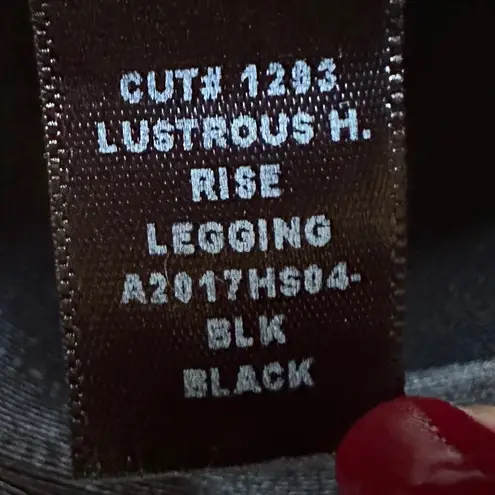 CUT# 1293
LUSTROUS H.
RISE
LEGGING
A2017HS04-
BLK
BLACK